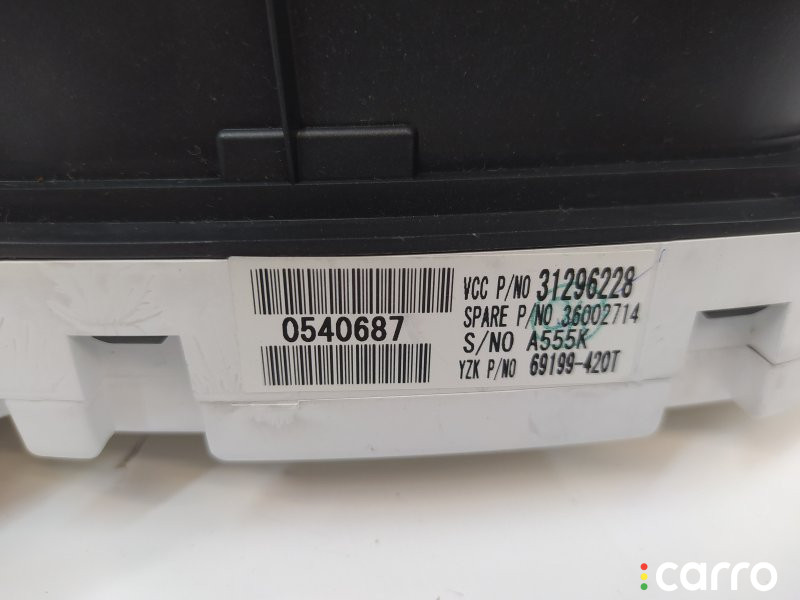 0540687
VCC P/NO 31296228
SPARE P/NO 36002714
S/NO A555K
YZK P/NO 69199-420T
carro